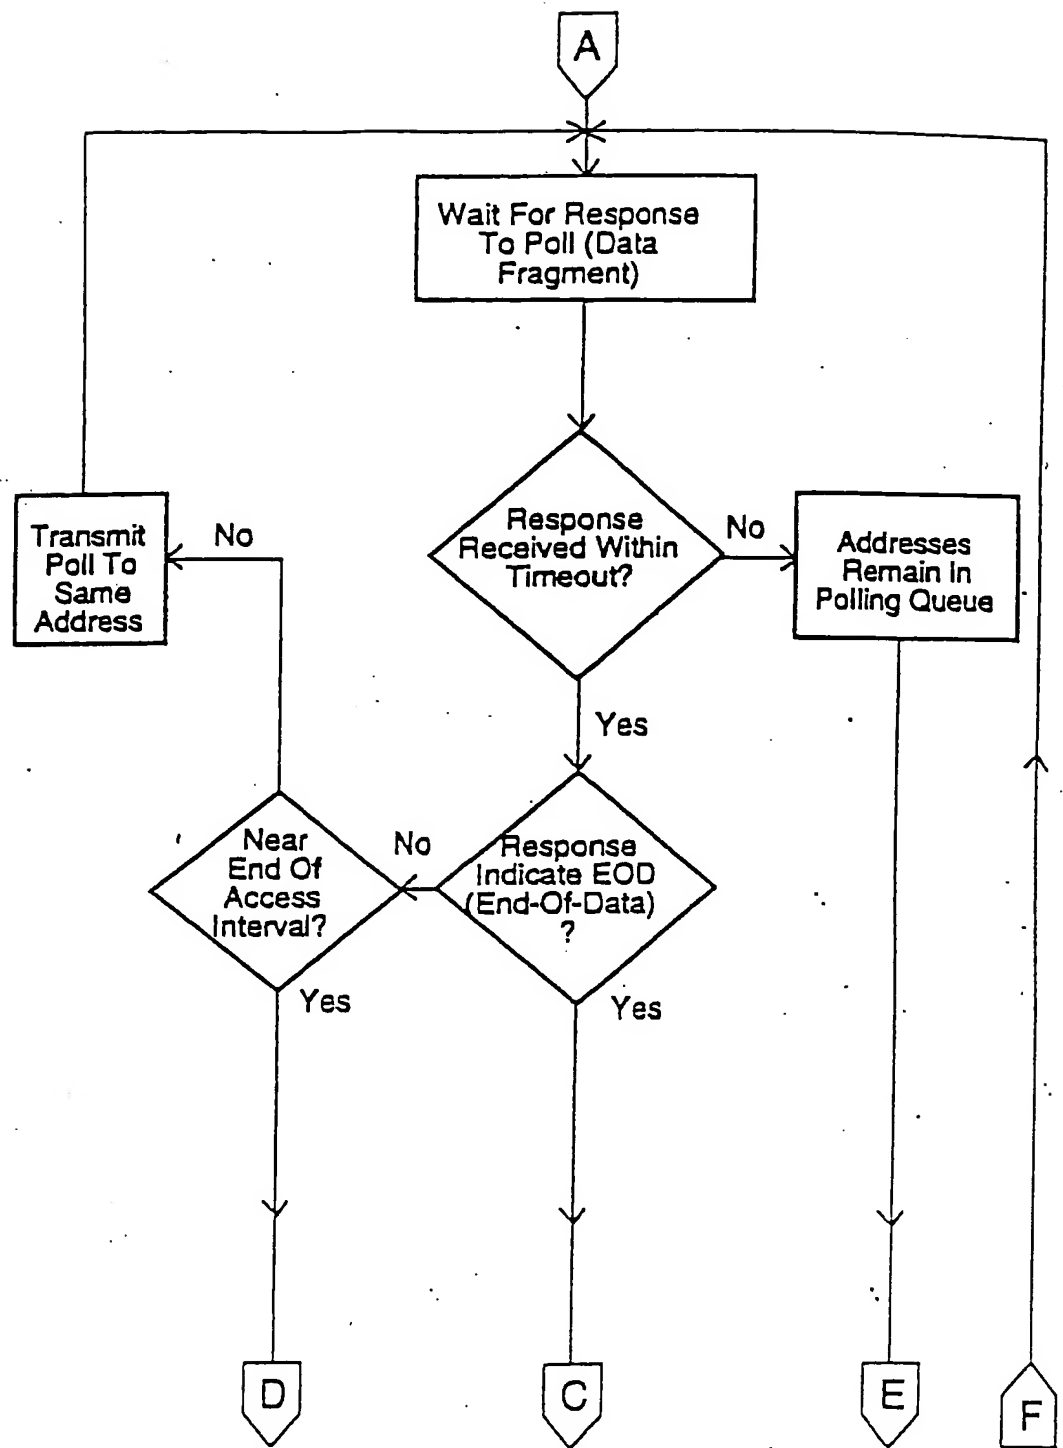 A
Wait For Response
To Poll (Data
Fragment)
Response
Received Within
Timeout?
No
Addresses
Remain In
Polling Queue
Transmit
Poll To
Same
Address
No
Yes
Near
End Of
Access
Interval?
No
Response
Indicate EOD
(End-Of-Data)
?
Yes
Yes
D
C
E
F